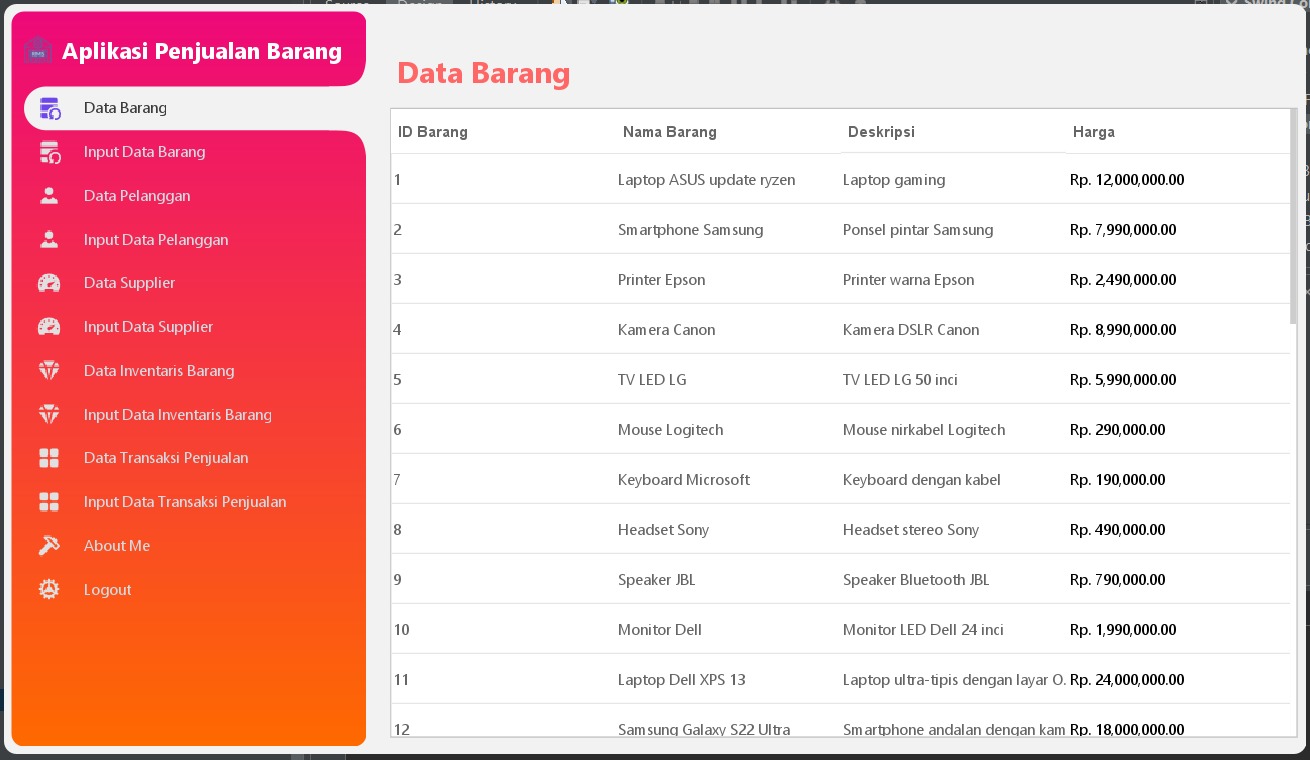 Source Design History
Swing Co
Aplikasi Penjualan Barang
Data Barang
Input Data Barang
Data Pelanggan
Input Data Pelanggan
Data Supplier
Input Data Supplier
Data Inventaris Barang
Input Data Inventaris Barang
Data Transaksi Penjualan
Input Data Transaksi Penjualan
About Me
Logout
Data Barang
ID Barang Nama Barang Deskripsi Harga
1 Laptop ASUS update ryzen Laptop gaming Rp. 12,000,000.00
2 Smartphone Samsung Ponsel pintar Samsung Rp. 7,990,000.00
3 Printer Epson Printer warna Epson Rp. 2,490,000.00
4 Kamera Canon Kamera DSLR Canon Rp. 8,990,000.00
5 TV LED LG TV LED LG 50 inci Rp. 5,990,000.00
6 Mouse Logitech Mouse nirkabel Logitech Rp. 290,000.00
7 Keyboard Microsoft Keyboard dengan kabel Rp. 190,000.00
8 Headset Sony Headset stereo Sony Rp. 490,000.00
9 Speaker JBL Speaker Bluetooth JBL Rp. 790,000.00
10 Monitor Dell Monitor LED Dell 24 inci Rp. 1,990,000.00
11 Laptop Dell XPS 13 Laptop ultra-tipis dengan layar O. Rp. 24,000,000.00
12 Samsung Galaxy S22 Ultra Smartphone andalan dengan kam Rp. 18,000,000.00